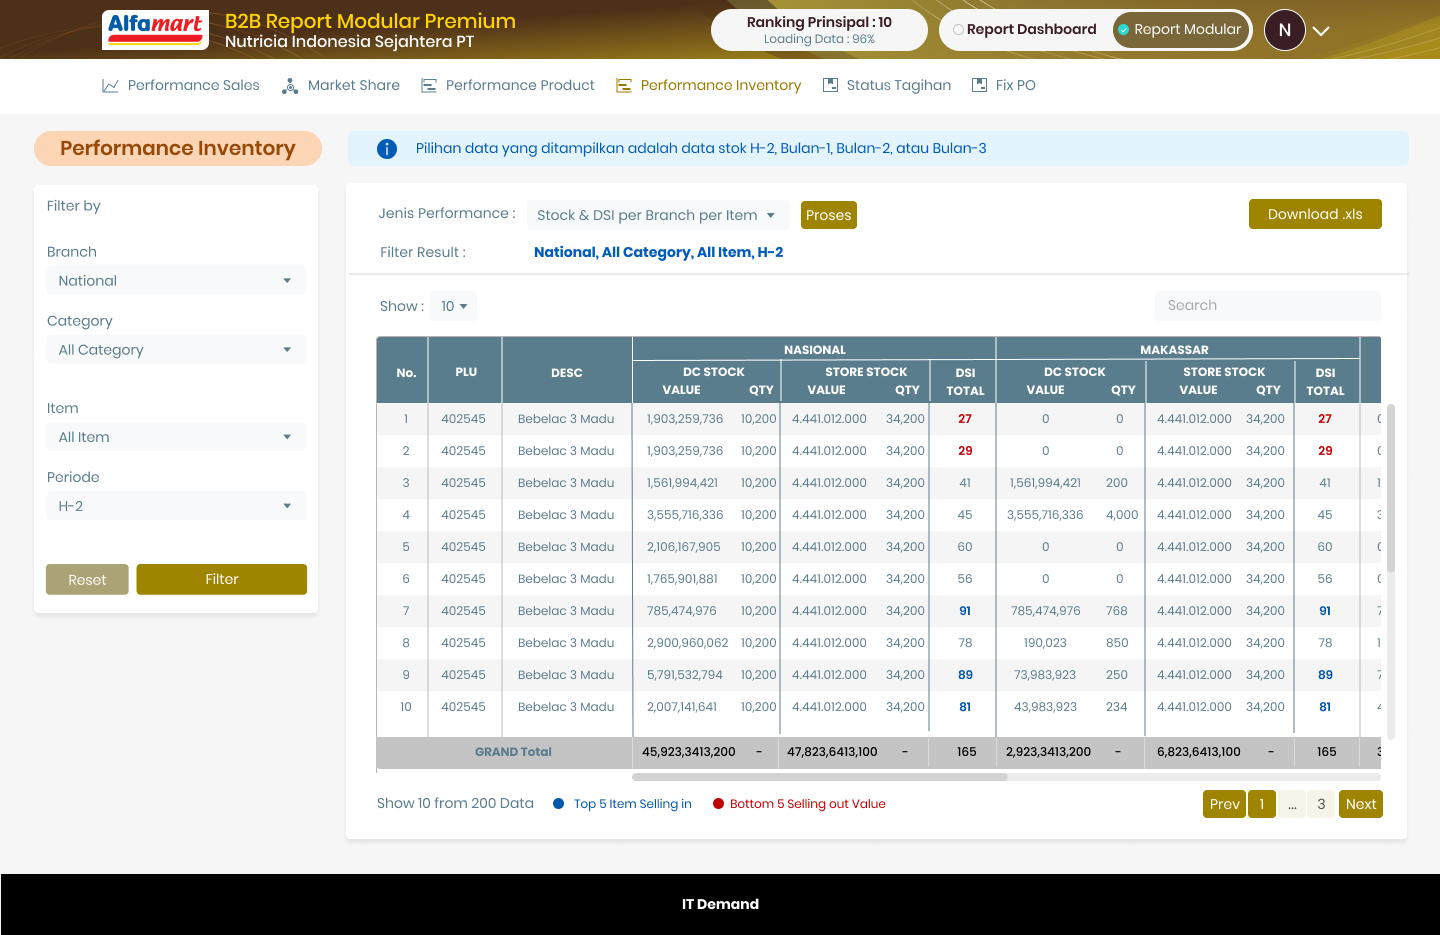 Alfamart
B2B Report Modular Premium
Nutricia Indonesia Sejahtera PT
Ranking Prinsipal : 10
Loading Data : 96%
Report Dashboard
Report Modular
N
Performance Sales
Market Share
Performance Product
Performance Inventory
Status Tagihan
Fix PO
Performance Inventory
Pilihan data yang ditampilkan adalah data stok H-2, Bulan-1, Bulan-2, atau Bulan-3
Filter by
Branch
National
Category
All Category
Item
All Item
Periode
H-2
Reset
Filter
Jenis Performance :
Stock & DSI per Branch per Item
Proses
Download .xls
Filter Result :
National, All Category, All Item, H-2
Show :
10
Search
NASIONAL MAKASSAR
No. PLU DESC DC STOCK STORE STOCK DSI DC STOCK STORE STOCK DSI
VALUE QTY VALUE QTY TOTAL VALUE QTY VALUE QTY TOTAL
1 402545 Bebelac 3 Madu 1,903,259,736 10,200 4.441.012.000 34,200 27 0 0 4.441.012.000 34,200 27
2 402545 Bebelac 3 Madu 1,903,259,736 10,200 4.441.012.000 34,200 29 0 0 4.441.012.000 34,200 29
3 402545 Bebelac 3 Madu 1,561,994,421 10,200 4.441.012.000 34,200 41 1,561,994,421 200 4.441.012.000 34,200 41
4 402545 Bebelac 3 Madu 3,555,716,336 10,200 4.441.012.000 34,200 45 3,555,716,336 4,000 4.441.012.000 34,200 45
5 402545 Bebelac 3 Madu 2,106,167,905 10,200 4.441.012.000 34,200 60 0 0 4.441.012.000 34,200 60
6 402545 Bebelac 3 Madu 1,765,901,881 10,200 4.441.012.000 34,200 56 0 0 4.441.012.000 34,200 56
7 402545 Bebelac 3 Madu 785,474,976 10,200 4.441.012.000 34,200 91 785,474,976 768 4.441.012.000 34,200 91
8 402545 Bebelac 3 Madu 2,900,960,062 10,200 4.441.012.000 34,200 78 190,023 850 4.441.012.000 34,200 78
9 402545 Bebelac 3 Madu 5,791,532,794 10,200 4.441.012.000 34,200 89 73,983,923 250 4.441.012.000 34,200 89
10 402545 Bebelac 3 Madu 2,007,141,641 10,200 4.441.012.000 34,200 81 43,983,923 234 4.441.012.000 34,200 81
GRAND Total 45,923,3413,200 - 47,823,6413,100 - 165 2,923,3413,200 - 6,823,6413,100 - 165
Show 10 from 200 Data
Top 5 Item Selling in
Bottom 5 Selling out Value
Prev 1 ... 3 Next
IT Demand